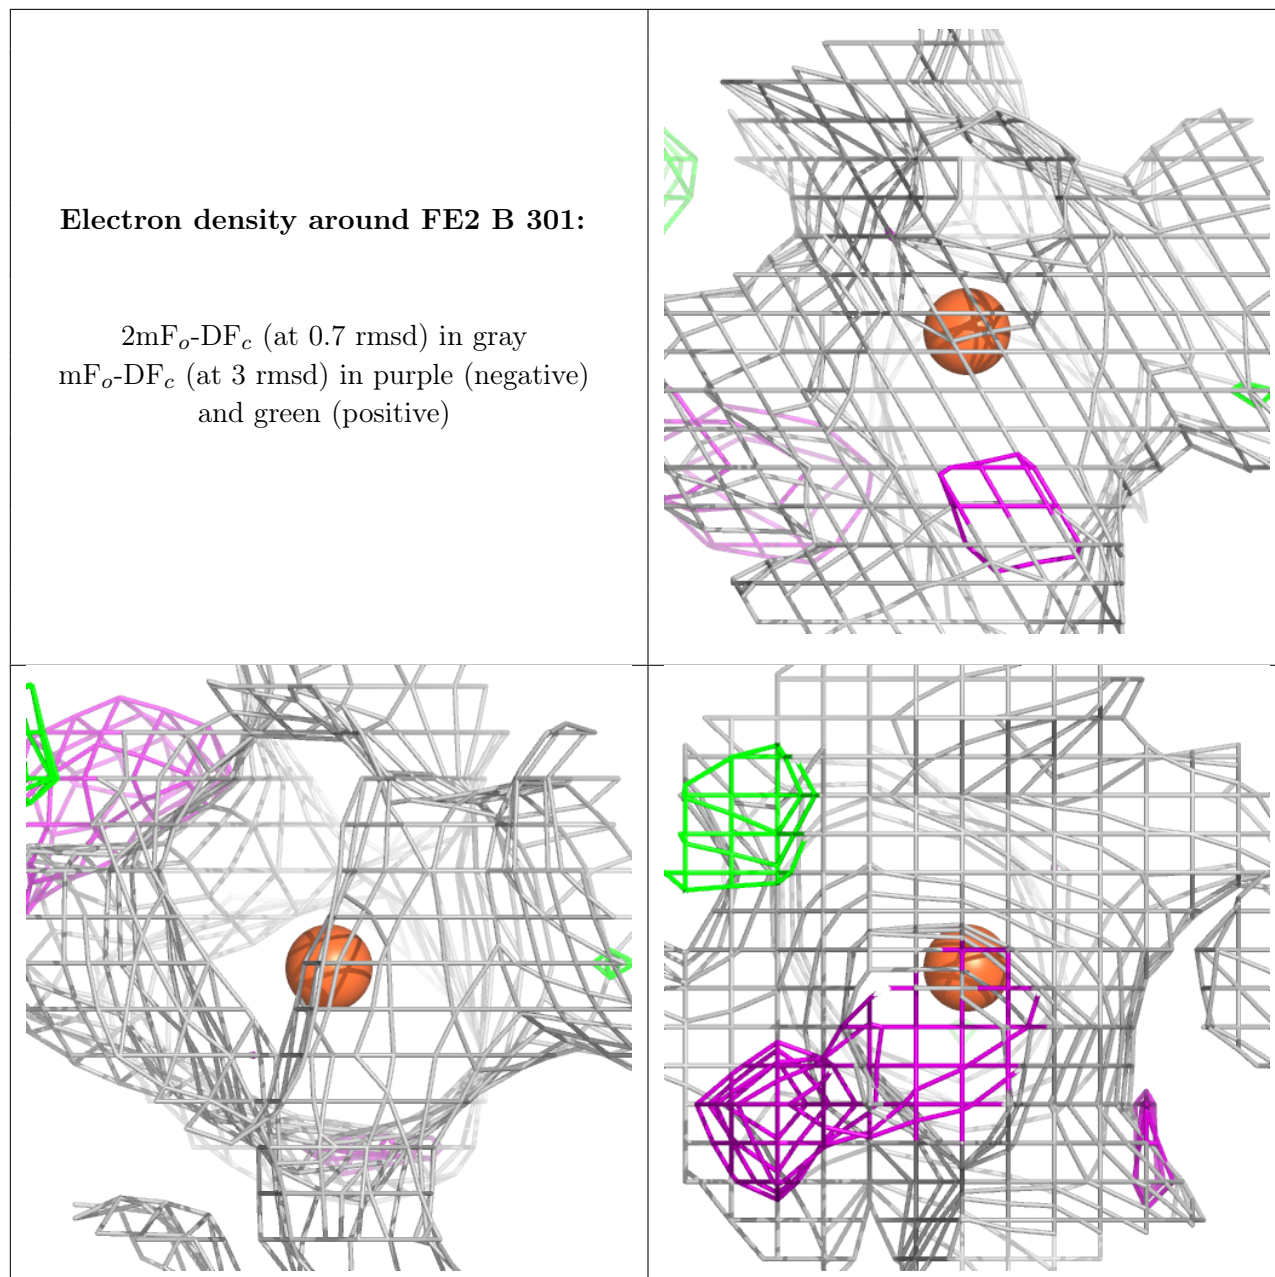 Electron density around FE2 B 301:
2mFo-DFc (at 0.7 rmsd) in gray
mFo-DFc (at 3 rmsd) in purple (negative)
and green (positive)